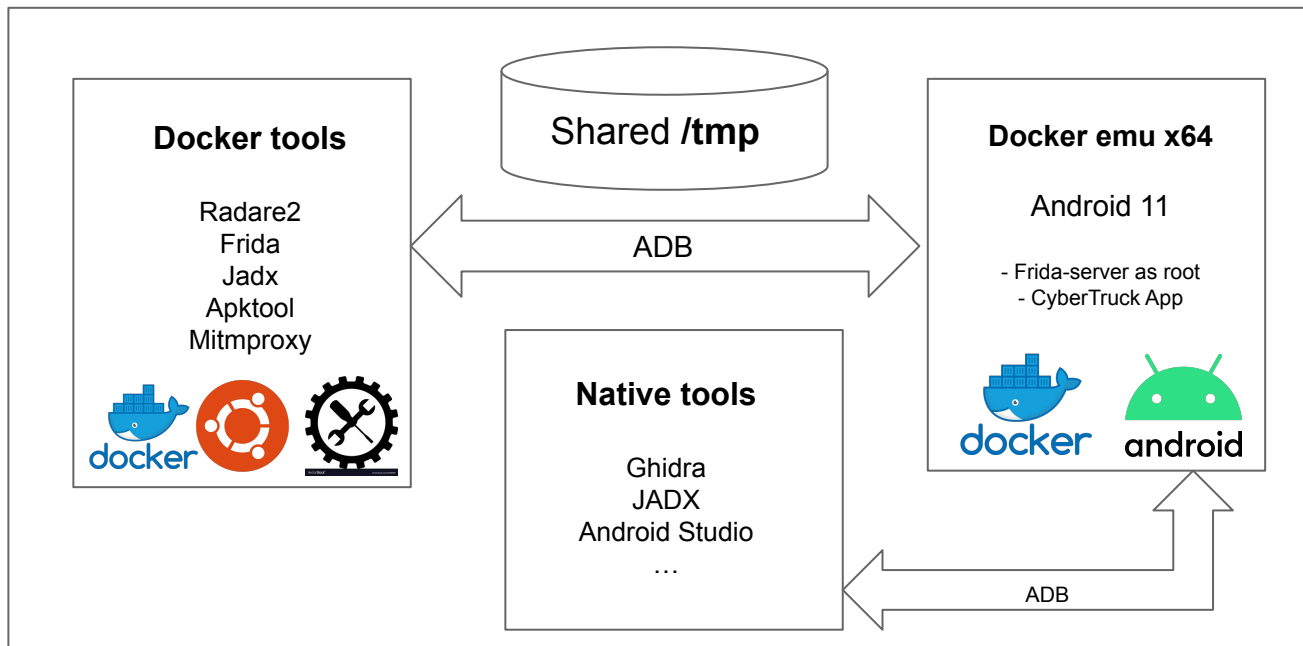 Docker tools
Radare2
Frida
Jadx
Apktool
Mitmproxy
docker
Shared /tmp
ADB
Docker emu x64
Android 11
- Frida-server as root
- CyberTruck App
docker
android
Native tools
Ghidra
JADX
Android Studio
…
ADB